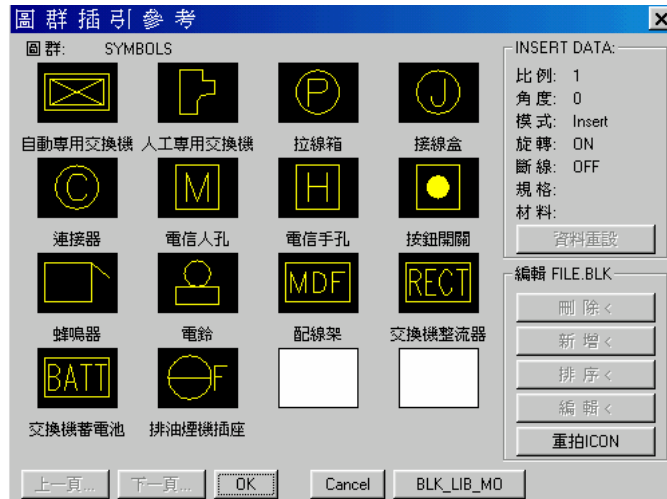 圖群插引參考
圖群: SYMBOLS
P J
自動專用交換機 人工專用交換機 拉線箱 接線盒
C M H
連接器 電信人孔 電信手孔 按鈕開關
MDF RECT
蜂鳴器 電鈴 配線架 交換機整流器
BATT F
交換機蓄電池 排油煙機插座
INSERT DATA:
比例: 1
角度: 0
模式: Insert
旋轉: ON
斷線: OFF
規格:
材料:
資料重設
編輯 FILE.BLK
刪除<
新增<
排序<
編輯<
重拍ICON
上一頁... 下一頁... OK Cancel BLK_LIB_MO